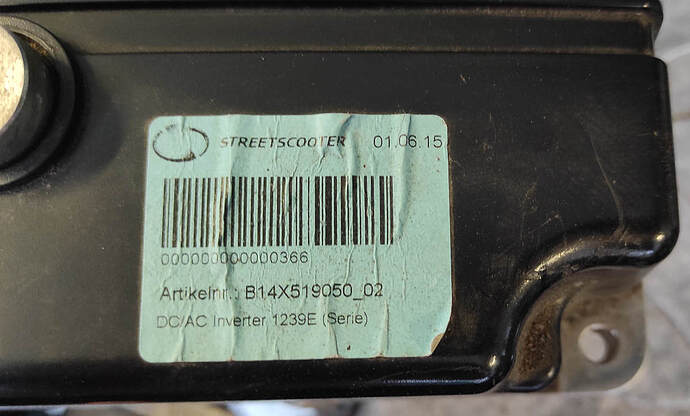 STREETSCOOTER 01.06.15
000000000000366
Artikelnr.: B14X519050_02
DC/AC Inverter 1239E (Serie)